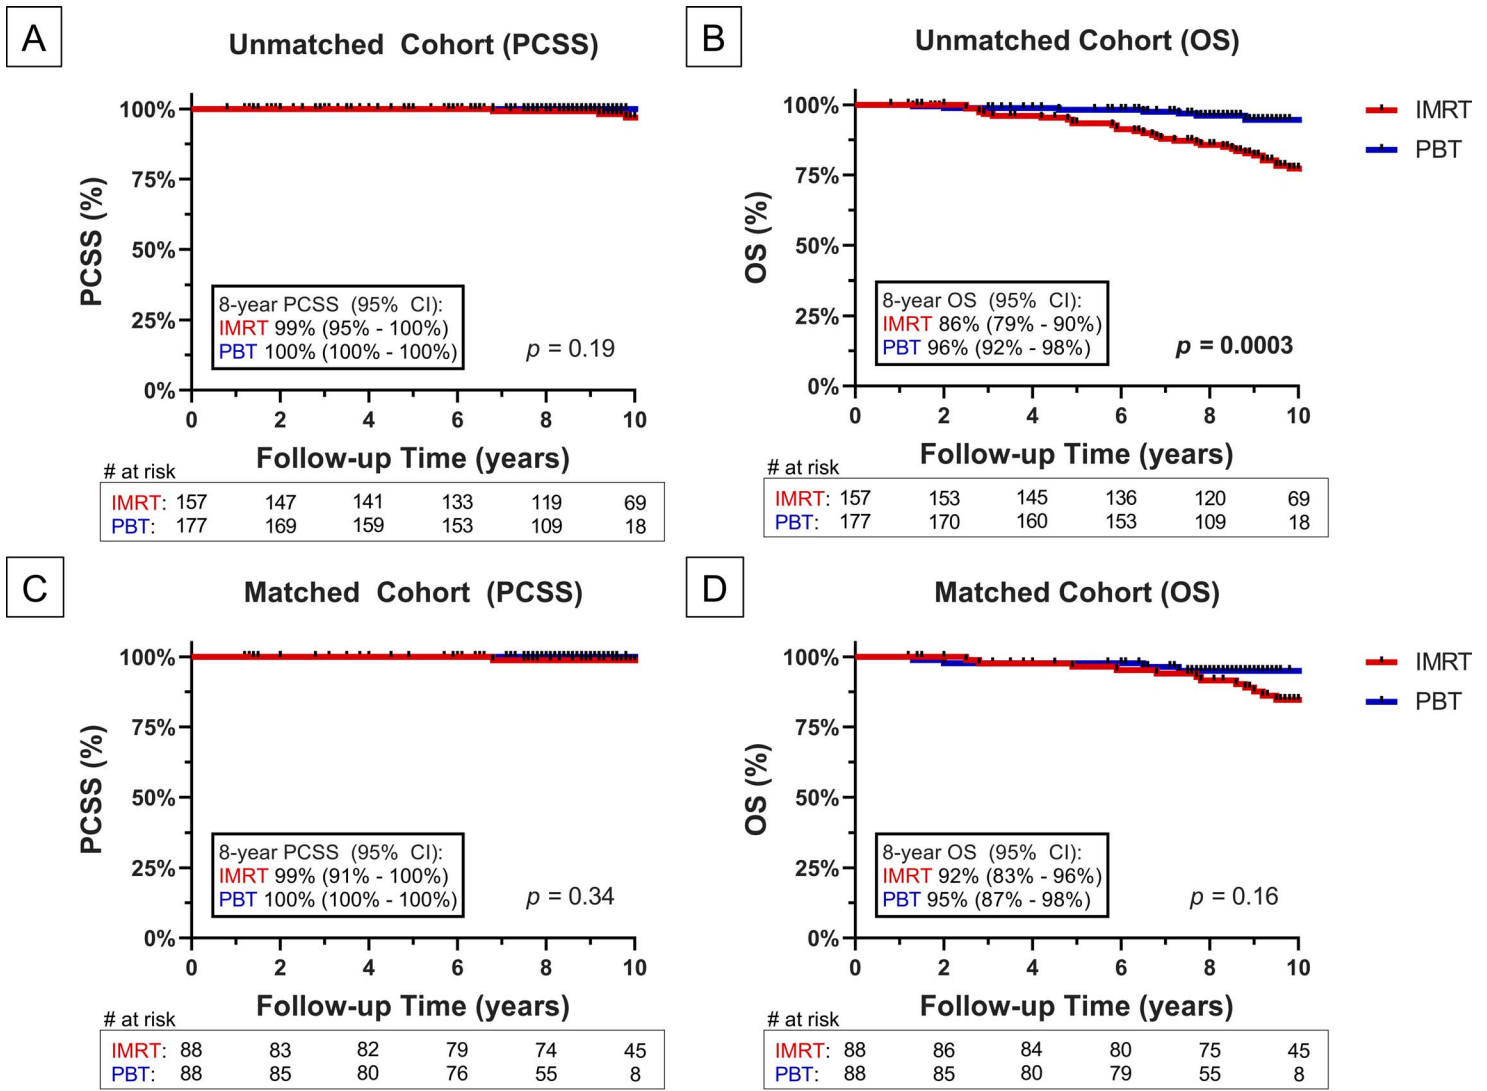 A
Unmatched Cohort (PCSS)
100%
75%
50%
25%
0%
PCSS (%)
8-year PCSS (95% CI):
IMRT 99% (95% - 100%)
PBT 100% (100% - 100%)
p = 0.19
0 2 4 6 8 10
Follow-up Time (years)
# at risk
IMRT: 157 147 141 133 119 69
PBT: 177 169 159 153 109 18
B
Unmatched Cohort (OS)
100%
75%
50%
25%
0%
OS (%)
8-year OS (95% CI):
IMRT 86% (79% - 90%)
PBT 96% (92% - 98%)
p = 0.0003
IMRT
PBT
0 2 4 6 8 10
Follow-up Time (years)
# at risk
IMRT: 157 153 145 136 120 69
PBT: 177 170 160 153 109 18
C
Matched Cohort (PCSS)
100%
75%
50%
25%
0%
PCSS (%)
8-year PCSS (95% CI):
IMRT 99% (91% - 100%)
PBT 100% (100% - 100%)
p = 0.34
0 2 4 6 8 10
Follow-up Time (years)
# at risk
IMRT: 88 83 82 79 74 45
PBT: 88 85 80 76 55 8
D
Matched Cohort (OS)
100%
75%
50%
25%
0%
OS (%)
8-year OS (95% CI):
IMRT 92% (83% - 96%)
PBT 95% (87% - 98%)
p = 0.16
IMRT
PBT
0 2 4 6 8 10
Follow-up Time (years)
# at risk
IMRT: 88 86 84 80 75 45
PBT: 88 85 80 79 55 8